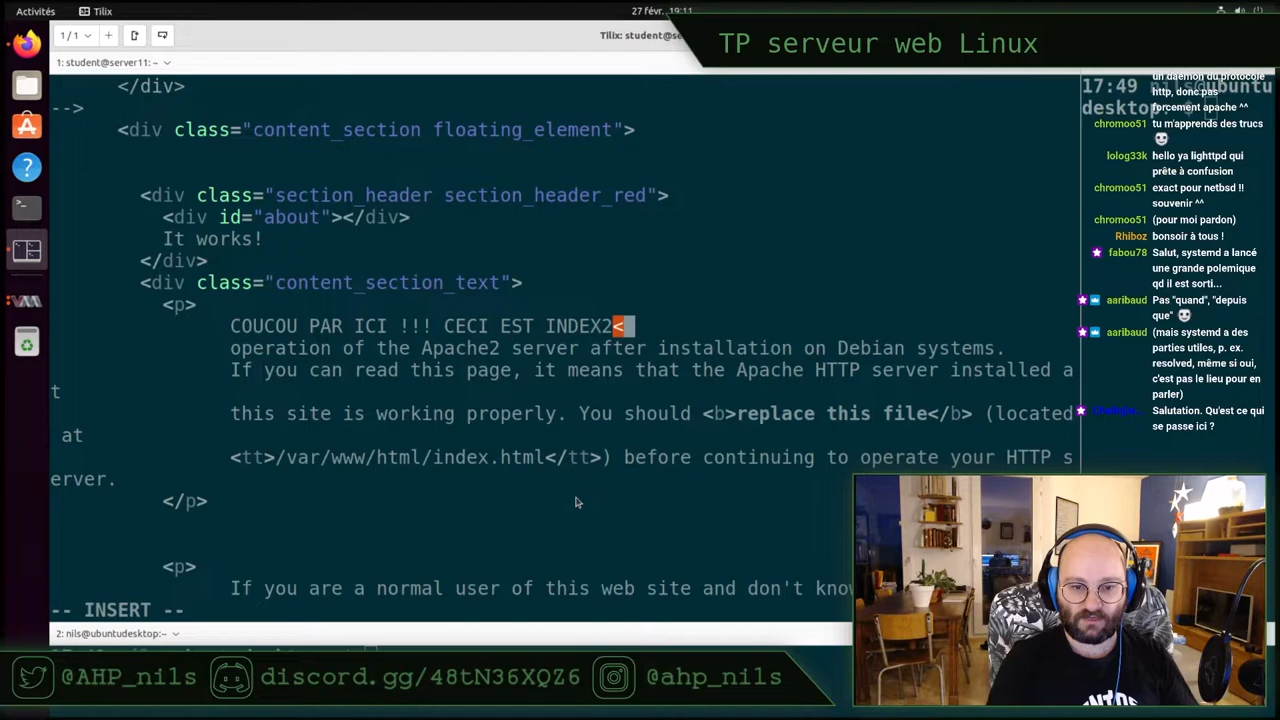 Activités
Tilix
27 févr. 19:11
1 / 1
Tilix: student@se
TP serveur web Linux
1: student@server11: ~
</div>
-->
<div class="content_section floating_element">
<div class="section_header section_header_red">
<div id="about"></div>
It works!
</div>
<div class="content_section_text">
<p>
COUCOU PAR ICI !!! CECI EST INDEX2<
operation of the Apache2 server after installation on Debian systems.
If you can read this page, it means that the Apache HTTP server installed a
t
this site is working properly. You should <b>replace this file</b> (located
at
<tt>/var/www/html/index.html</tt>) before continuing to operate your HTTP s
erver.
</p>
<p>
If you are a normal user of this web site and don't know
-- INSERT --
2: nils@ubuntudesktop:~
17:49 nils@ubuntu
desktop: ~ $
un daemon du protocole
http, donc pas
forcement apache ^^
chromoo51 tu m'apprends des trucs
lolog33k hello ya lighttpd qui
prête à confusion
chromoo51 exact pour netbsd !!
souvenir ^^
chromoo51 (pour moi pardon)
Rhiboz bonsoir à tous !
fabou78 Salut, systemd a lancé
une grande polemique
qd il est sorti...
aaribaud Pas "quand", "depuis
que"
aaribaud (mais systemd a des
parties utiles, p. ex.
resolved, même si oui,
c'est pas le lieu pour en
parler)
Salutation. Qu'est ce qui
se passe ici ?
@AHP_nils
discord.gg/48tN36XQZ6
@ahp_nils